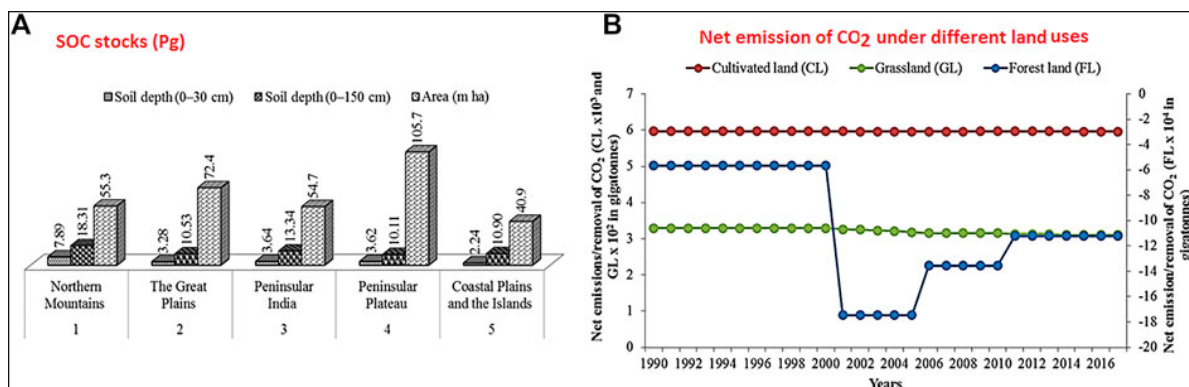 A
SOC stocks (Pg)
Soil depth (0–30 cm) Soil depth (0–150 cm) Area (m ha)
7.89 18.31 55.3
3.28 10.53 72.4
3.64 13.34 54.7
3.62 10.11 105.7
2.24 10.90 40.9
Northern Mountains
The Great Plains
Peninsular India
Peninsular Plateau
Coastal Plains and the Islands
1 2 3 4 5
B
Net emission of CO₂ under different land uses
Cultivated land (CL) Grassland (GL) Forest land (FL)
Net emissions/removal of CO₂ (CL x10³ and
GL x 10² in gigatonnes)
7
6
5
4
3
2
1
0
0
-2
-4
-6
-8
-10
-12
-14
-16
-18
-20
Net emission/removal of CO₂ (FL x 10⁴ in
gigatonnes)
1990 1992 1994 1996 1998 2000 2002 2004 2006 2008 2010 2012 2014 2016
Years